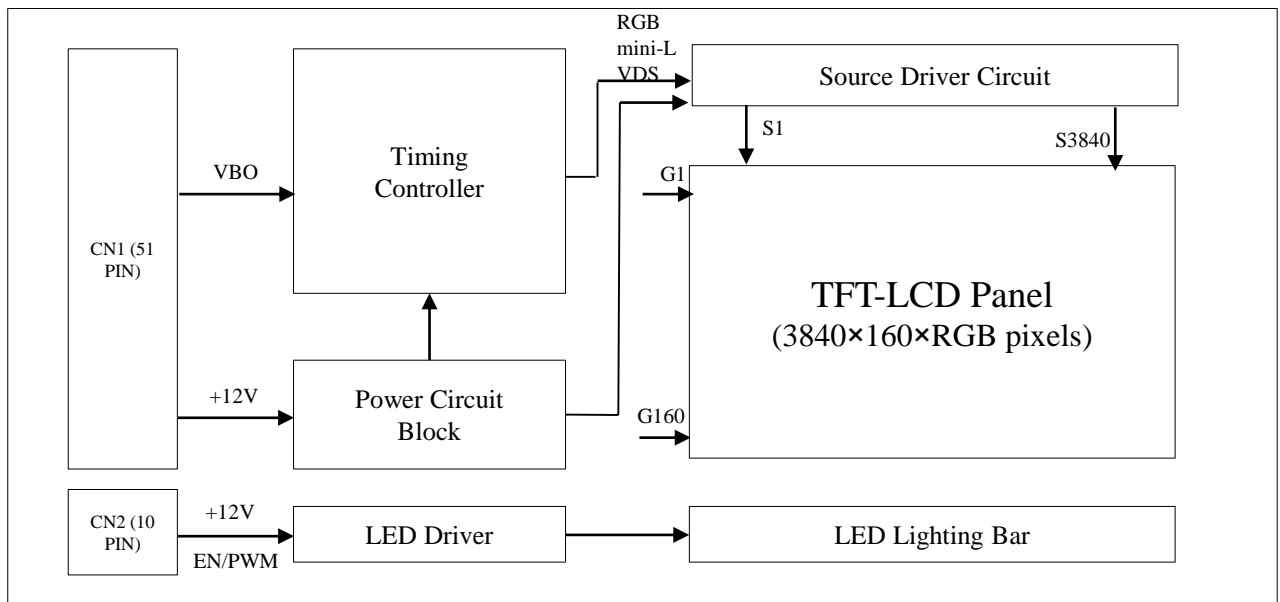 RGB
mini-L
VDS
Source Driver Circuit
S1
S3840
Timing
Controller
VBO
G1
CN1 (51
PIN)
TFT-LCD Panel
(3840×160×RGB pixels)
+12V
Power Circuit
Block
G160
CN2 (10
PIN)
+12V
EN/PWM
LED Driver
LED Lighting Bar